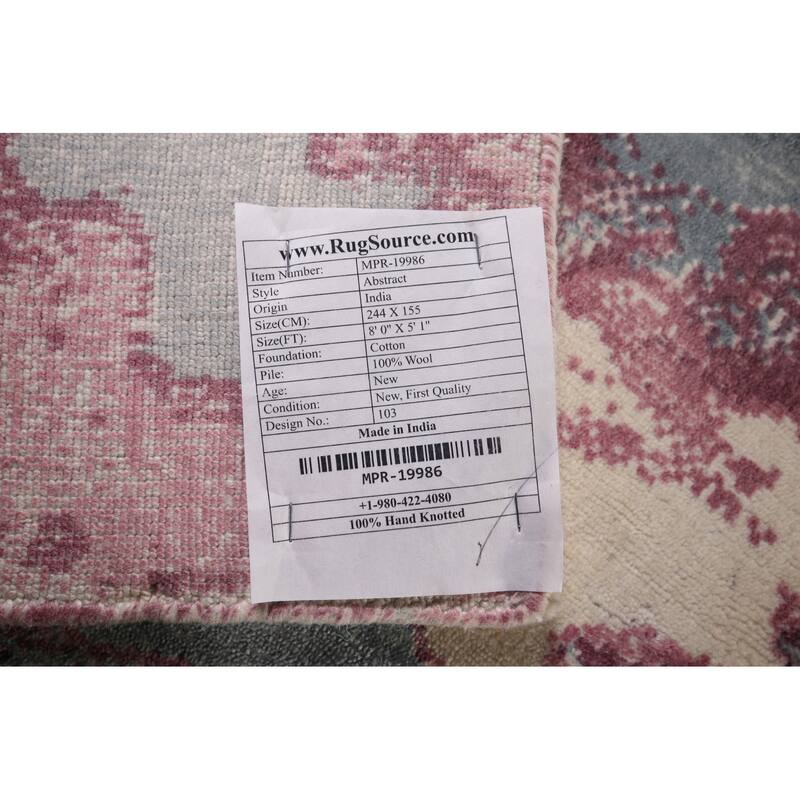 www.RugSource.com
Item Number: MPR-19986
Style Abstract
Origin India
Size(CM): 244 X 155
Size(FT): 8' 0" X 5' 1"
Foundation: Cotton
Pile: 100% Wool
Age: New
Condition: New, First Quality
Design No.: 103
Made in India
MPR-19986
+1-980-422-4080
100% Hand Knotted